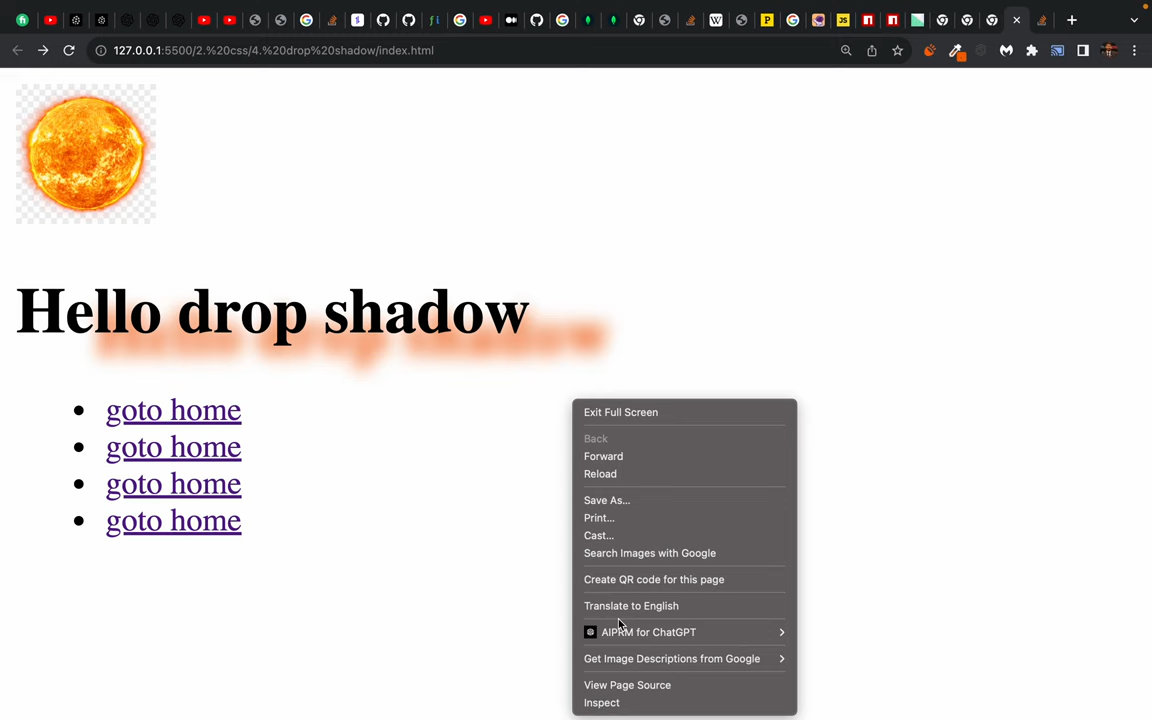 127.0.0.1:5500/2.%20css/4.%20drop%20shadow/index.html
Hello drop shadow
goto home
goto home
goto home
goto home
Exit Full Screen
Back
Forward
Reload
Save As...
Print...
Cast...
Search Images with Google
Create QR code for this page
Translate to English
AIPRM for ChatGPT
Get Image Descriptions from Google
View Page Source
Inspect